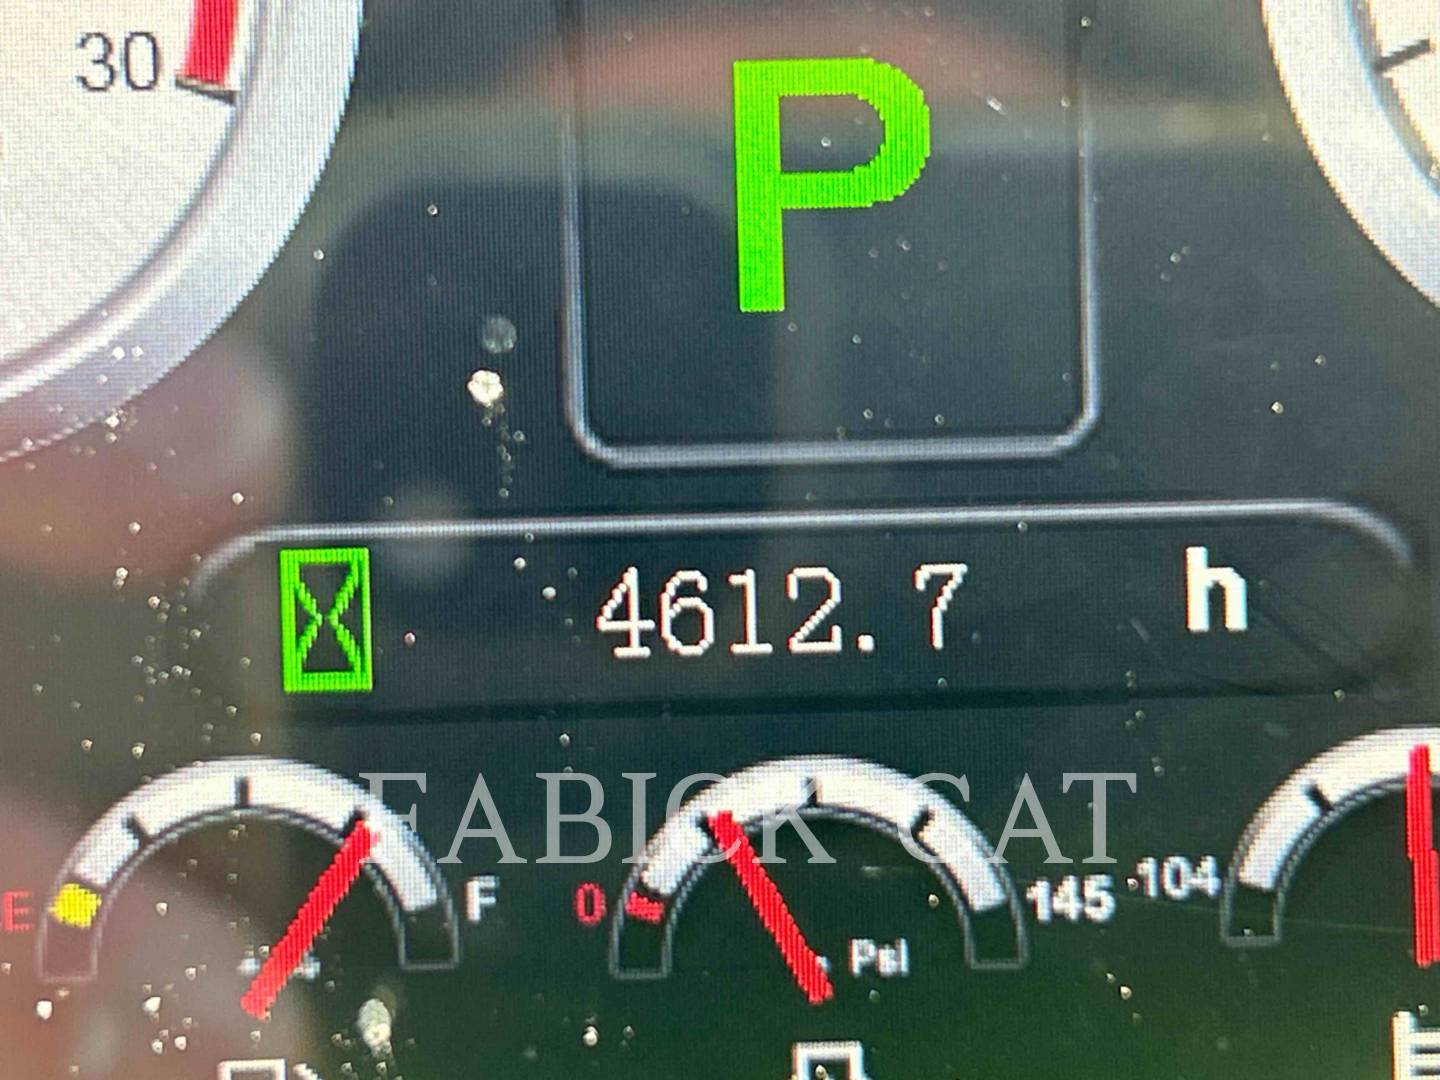 30
P
4612.7 h
FABICK CAT
E F 0 145 104
Psi